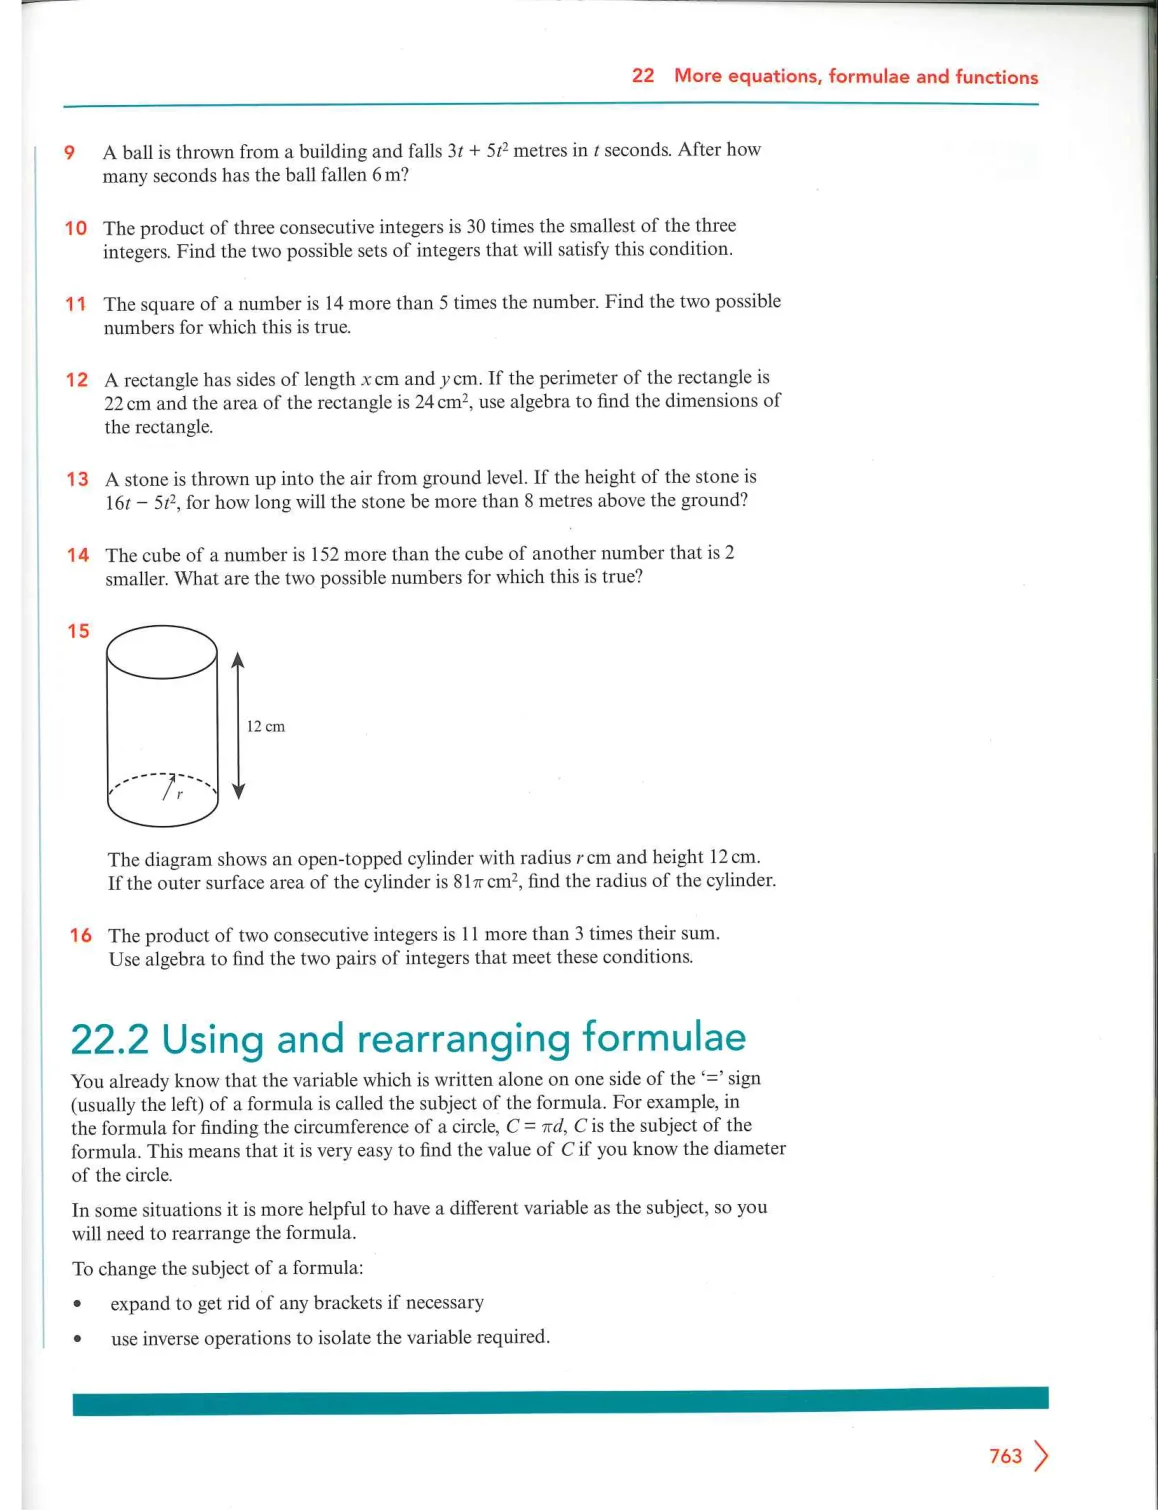 22 More equations, formulae and functions
9 A ball is thrown from a building and falls 3t + 5t² metres in t seconds. After how
many seconds has the ball fallen 6 m?
10 The product of three consecutive integers is 30 times the smallest of the three
integers. Find the two possible sets of integers that will satisfy this condition.
11 The square of a number is 14 more than 5 times the number. Find the two possible
numbers for which this is true.
12 A rectangle has sides of length x cm and y cm. If the perimeter of the rectangle is
22 cm and the area of the rectangle is 24 cm², use algebra to find the dimensions of
the rectangle.
13 A stone is thrown up into the air from ground level. If the height of the stone is
16t − 5t², for how long will the stone be more than 8 metres above the ground?
14 The cube of a number is 152 more than the cube of another number that is 2
smaller. What are the two possible numbers for which this is true?
15
12 cm
r
The diagram shows an open-topped cylinder with radius r cm and height 12 cm.
If the outer surface area of the cylinder is 81π cm², find the radius of the cylinder.
16 The product of two consecutive integers is 11 more than 3 times their sum.
Use algebra to find the two pairs of integers that meet these conditions.
22.2 Using and rearranging formulae
You already know that the variable which is written alone on one side of the ‘=’ sign
(usually the left) of a formula is called the subject of the formula. For example, in
the formula for finding the circumference of a circle, C = πd, C is the subject of the
formula. This means that it is very easy to find the value of C if you know the diameter
of the circle.
In some situations it is more helpful to have a different variable as the subject, so you
will need to rearrange the formula.
To change the subject of a formula:
• expand to get rid of any brackets if necessary
• use inverse operations to isolate the variable required.
763